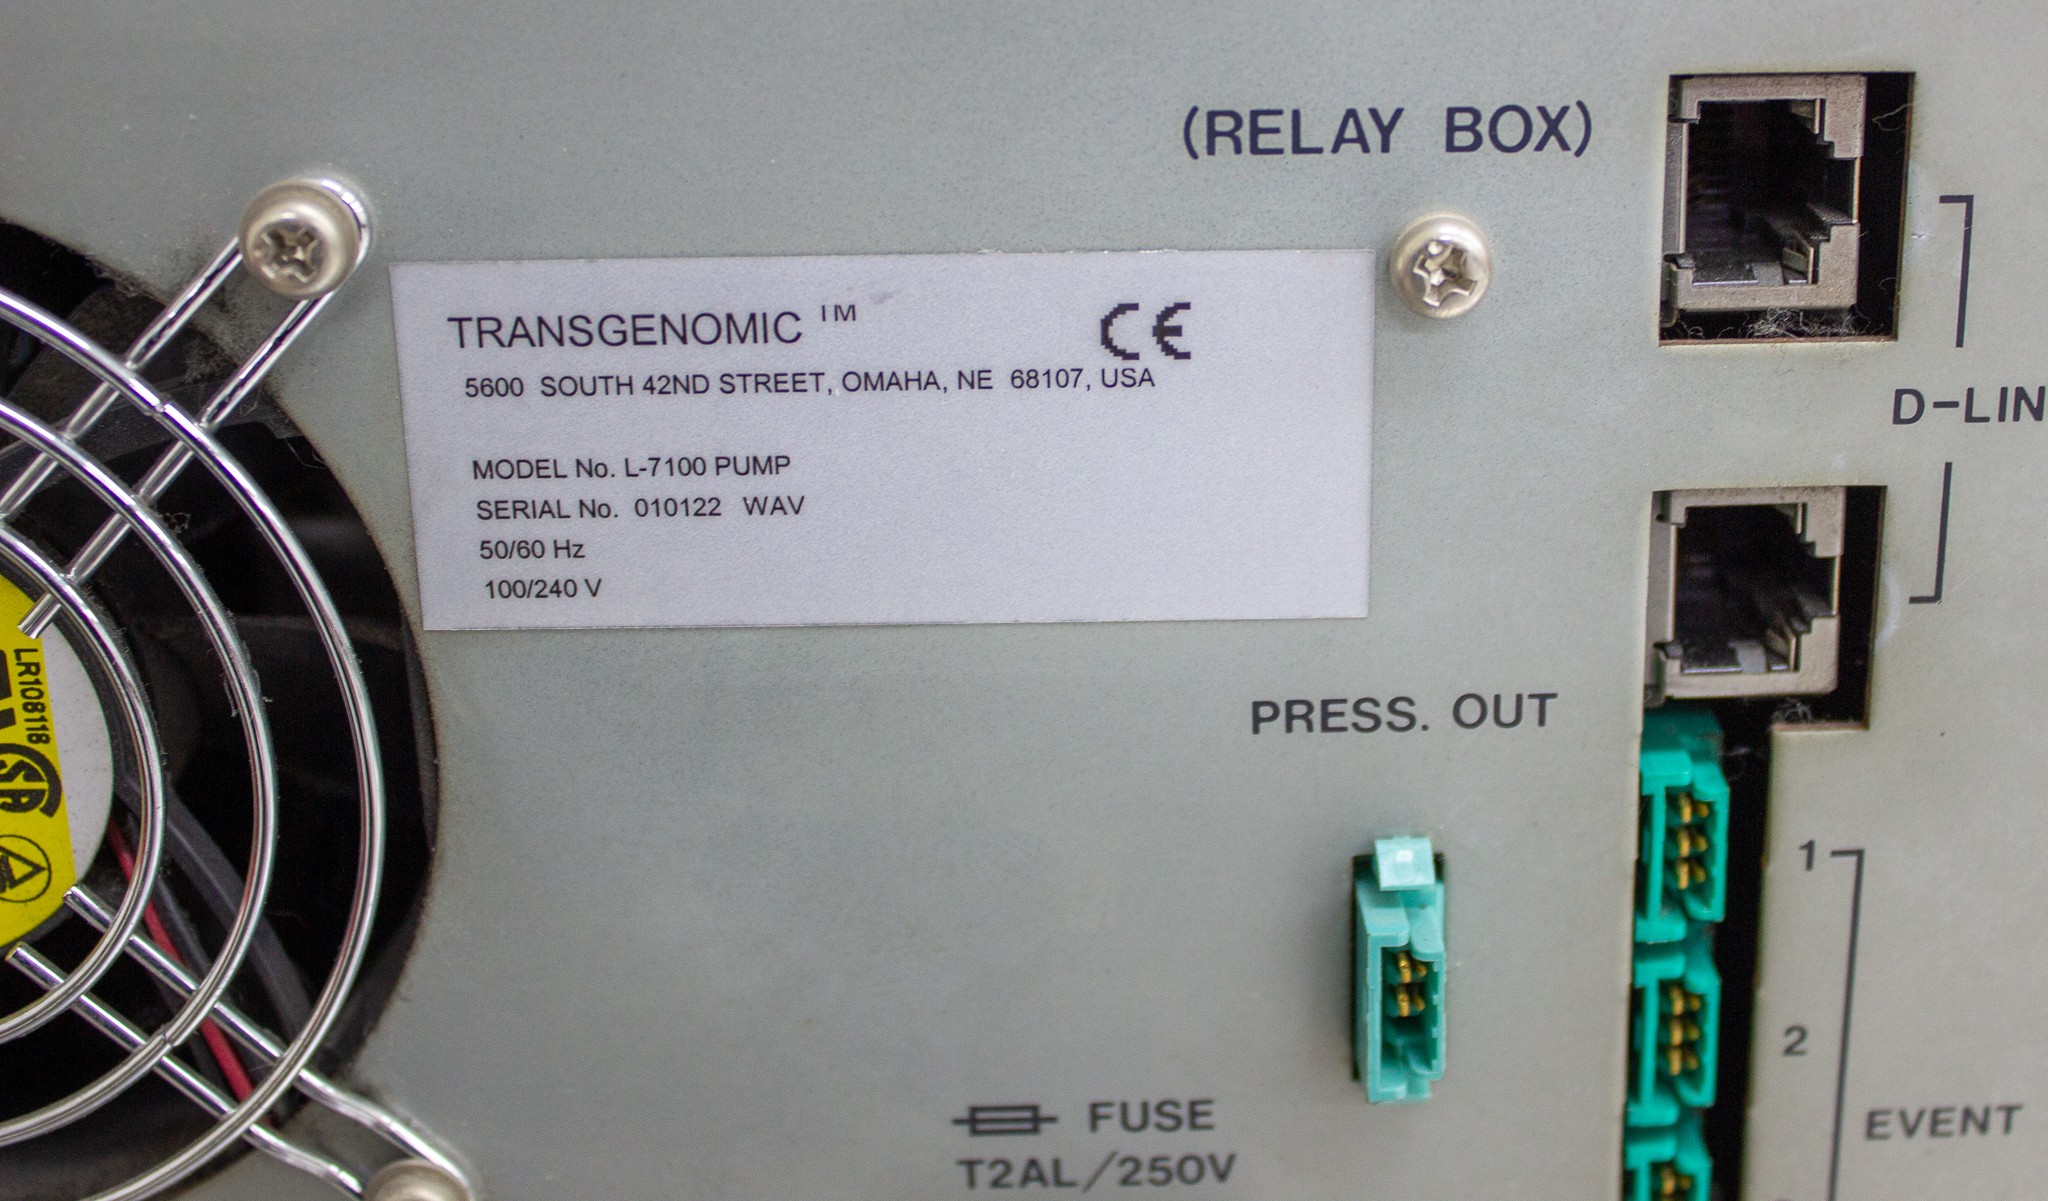 (RELAY BOX)
TRANSGENOMIC ™ CE
5600 SOUTH 42ND STREET, OMAHA, NE 68107, USA
MODEL No. L-7100 PUMP
SERIAL No. 010122 WAV
50/60 Hz
100/240 V
D-LIN
PRESS. OUT
LR108118
1
2
EVENT
FUSE
T2AL/250V